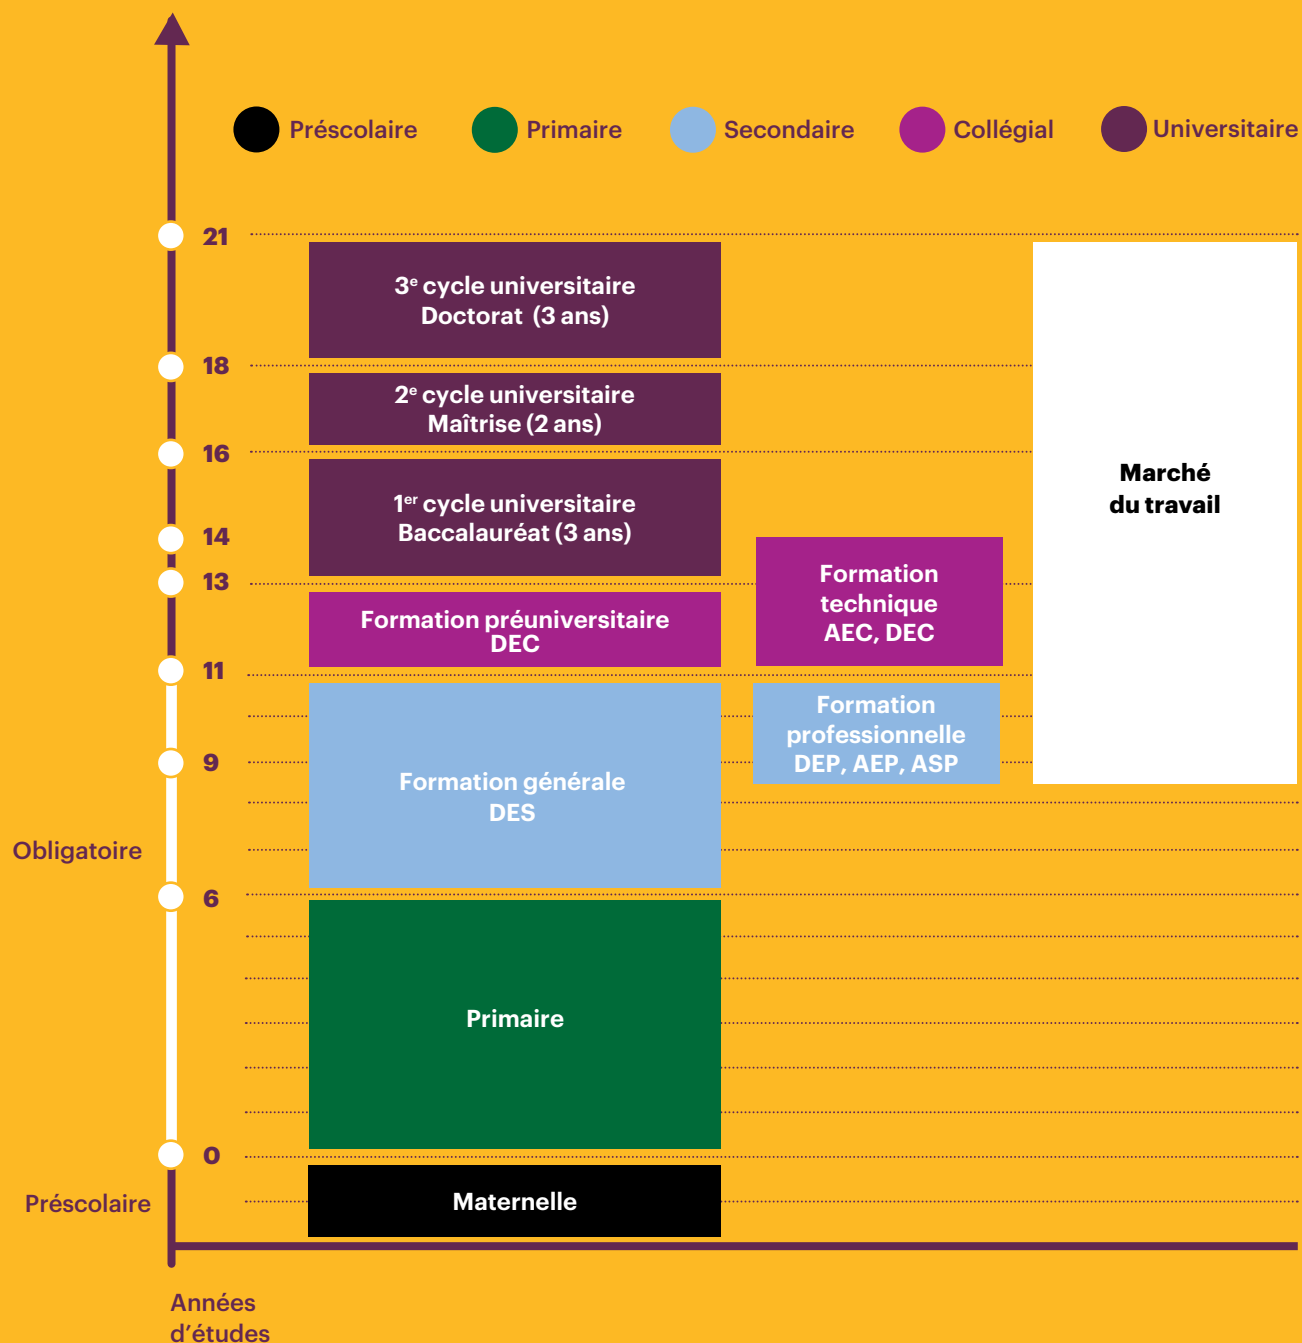 Préscolaire
Primaire
Secondaire
Collégial
Universitaire
21
3e cycle universitaire
Doctorat (3 ans)
18
2e cycle universitaire
Maîtrise (2 ans)
16
1er cycle universitaire
Baccalauréat (3 ans)
Marché
du travail
14
13
Formation
technique
AEC, DEC
Formation préuniversitaire
DEC
11
Formation
professionnelle
DEP, AEP, ASP
9
Formation générale
DES
Obligatoire
6
Primaire
0
Préscolaire
Maternelle
Années
d’études